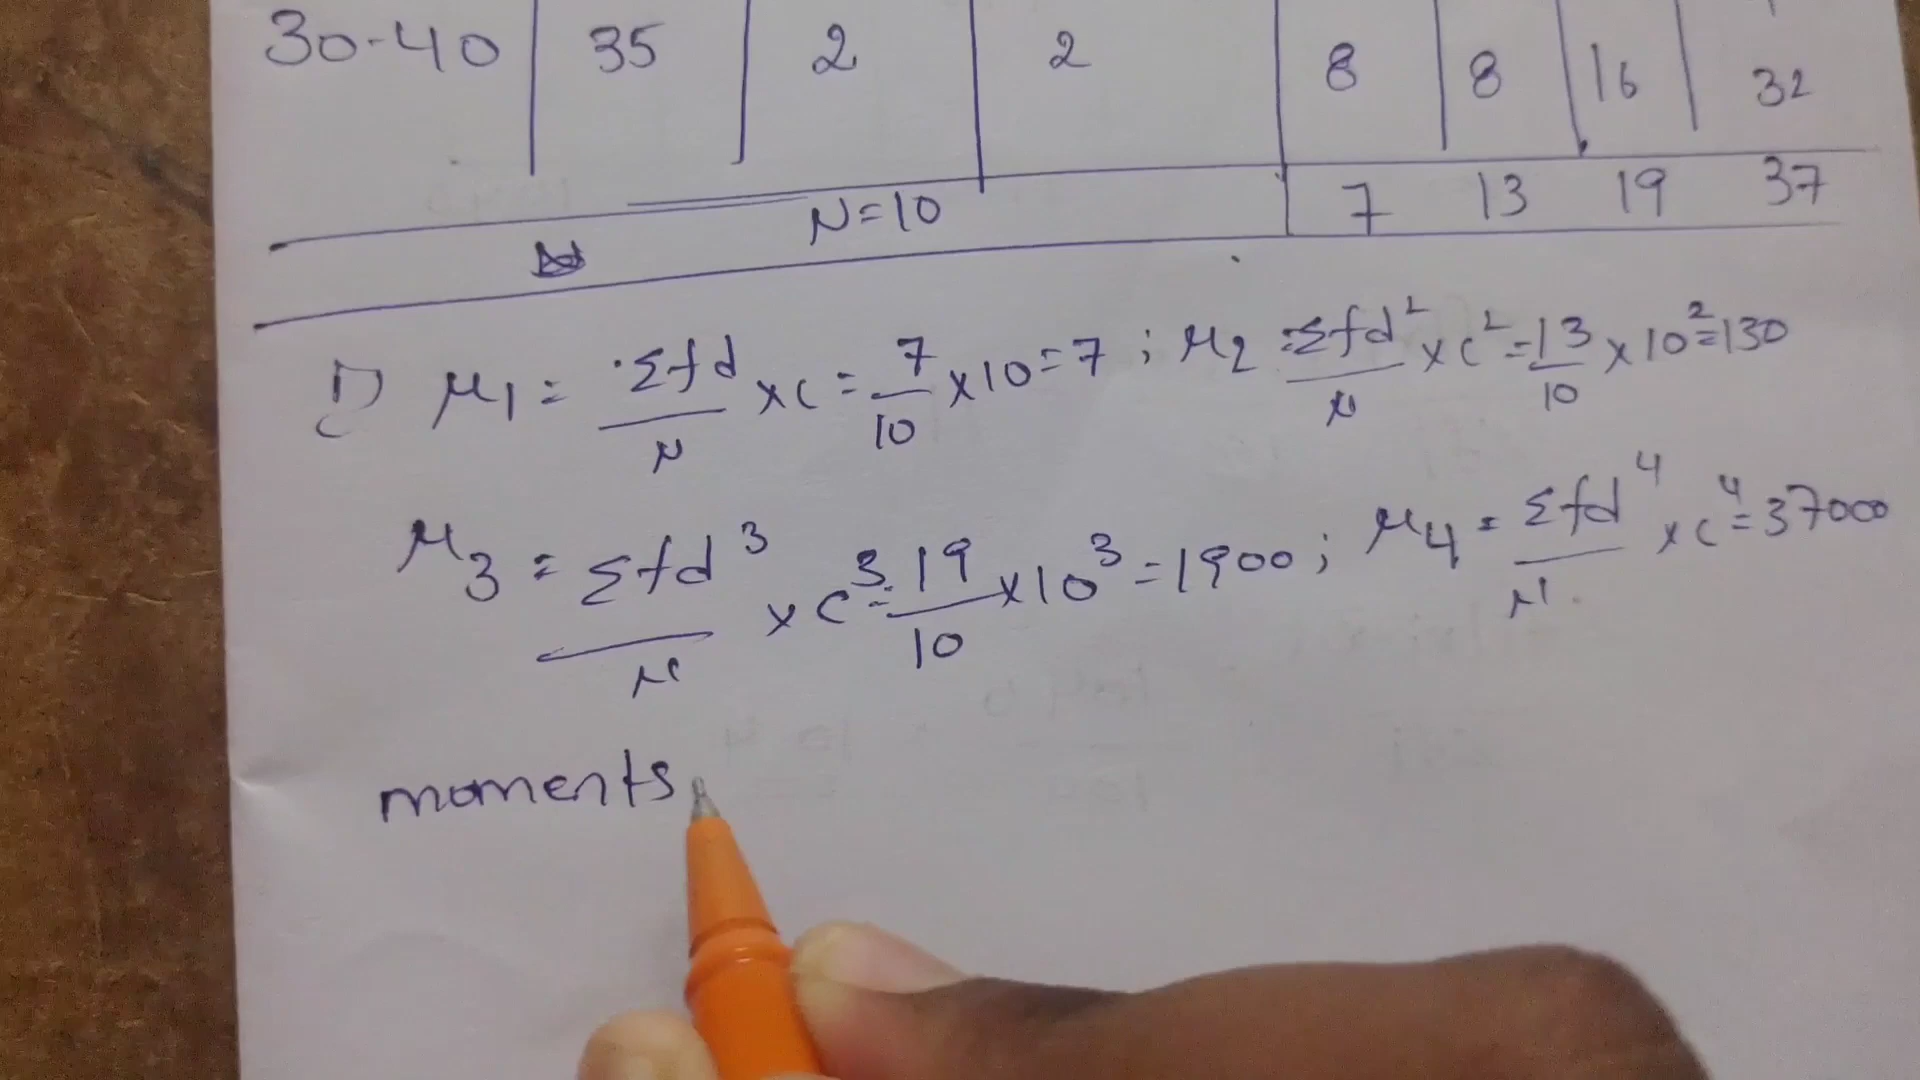 30-40 35 2 2 8 8 16 32
N=10 7 13 19 37
1) μ1 = Σfd/N ×c = 7/10 ×10=7 ; μ2 =Σfd²/N ×c²=13/10 ×10²=130
μ3 = Σfd³/N ×c³=19/10 ×10³=1900; μ4 = Σfd⁴/N ×c⁴=37000
moments